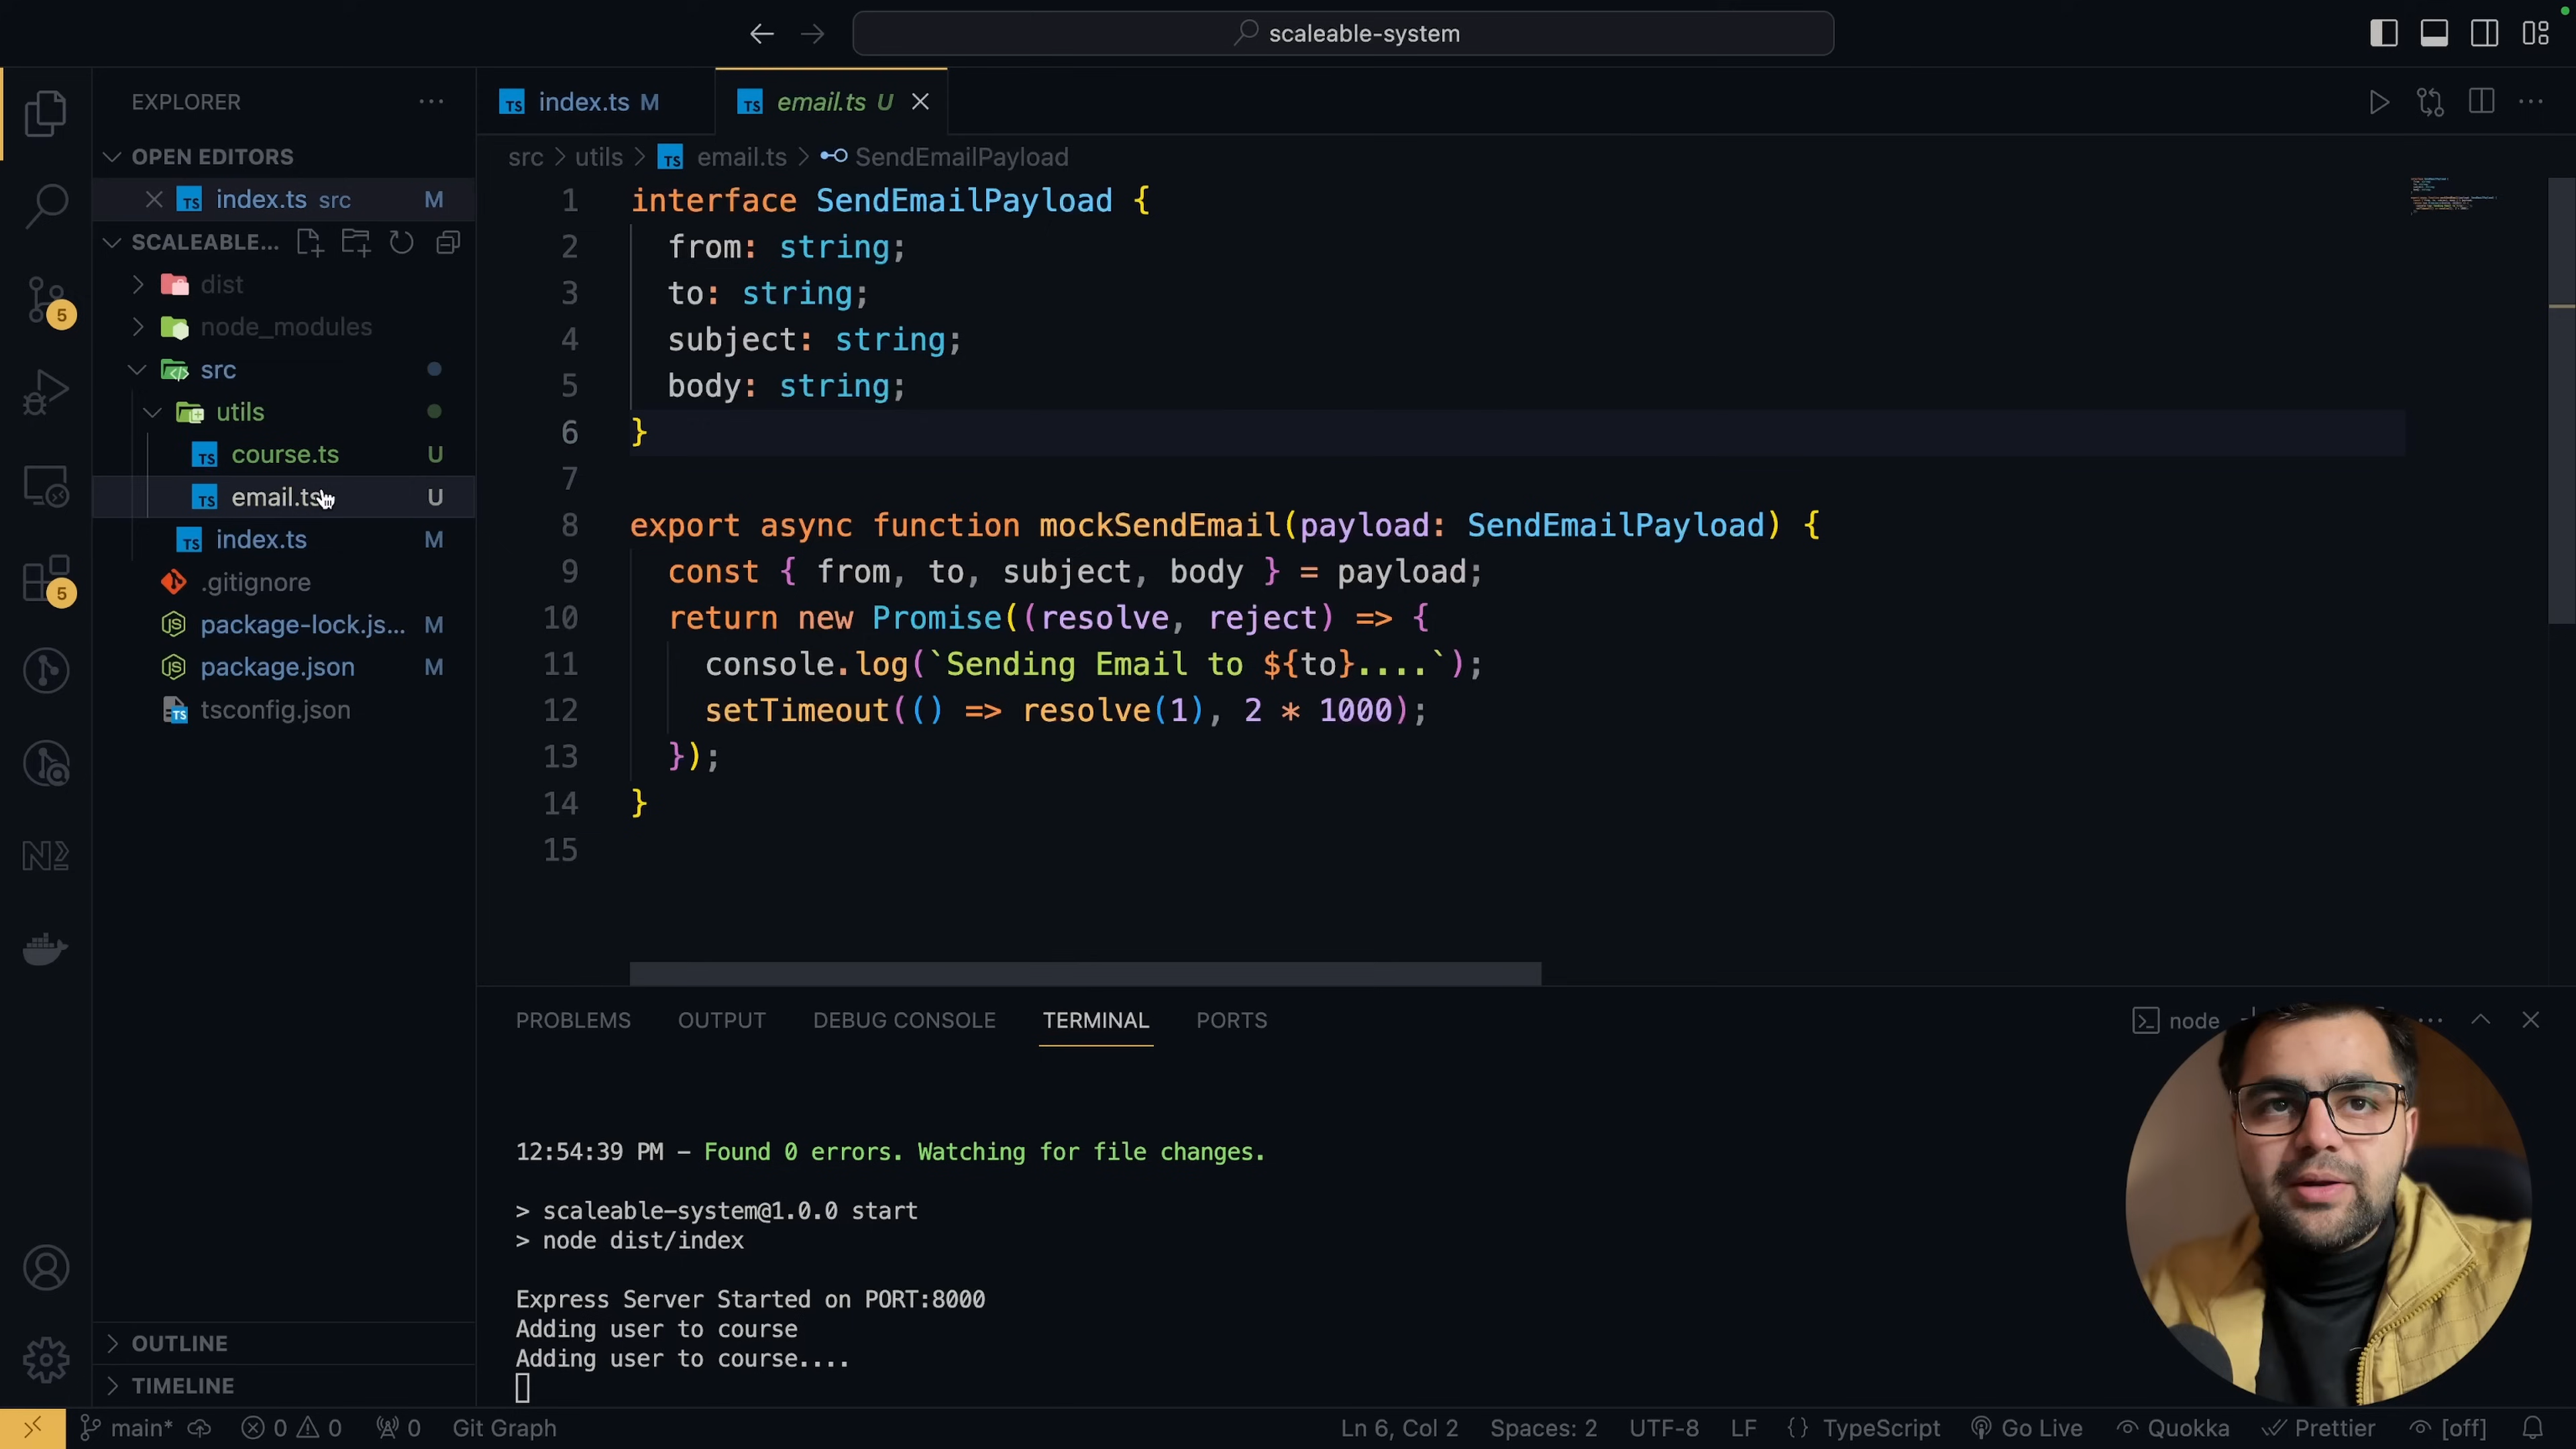 scaleable-system
EXPLORER
OPEN EDITORS
index.ts src M
SCALEABLE...
dist
node_modules
src
utils
course.ts U
email.ts U
index.ts M
.gitignore
package-lock.js... M
package.json M
tsconfig.json
OUTLINE
TIMELINE
5
5
index.ts M
email.ts U
src > utils > TS email.ts > SendEmailPayload
1 interface SendEmailPayload {
2 from: string;
3 to: string;
4 subject: string;
5 body: string;
6 }
7
8 export async function mockSendEmail(payload: SendEmailPayload) {
9 const { from, to, subject, body } = payload;
10 return new Promise((resolve, reject) => {
11 console.log(`Sending Email to ${to}....`);
12 setTimeout(() => resolve(1), 2 * 1000);
13 });
14 }
15
PROBLEMS OUTPUT DEBUG CONSOLE TERMINAL PORTS
node
12:54:39 PM – Found 0 errors. Watching for file changes.
> scaleable-system@1.0.0 start
> node dist/index
Express Server Started on PORT:8000
Adding user to course
Adding user to course....
main* 0 0 0 Git Graph Ln 6, Col 2 Spaces: 2 UTF-8 LF {} TypeScript Go Live Quokka Prettier [off]